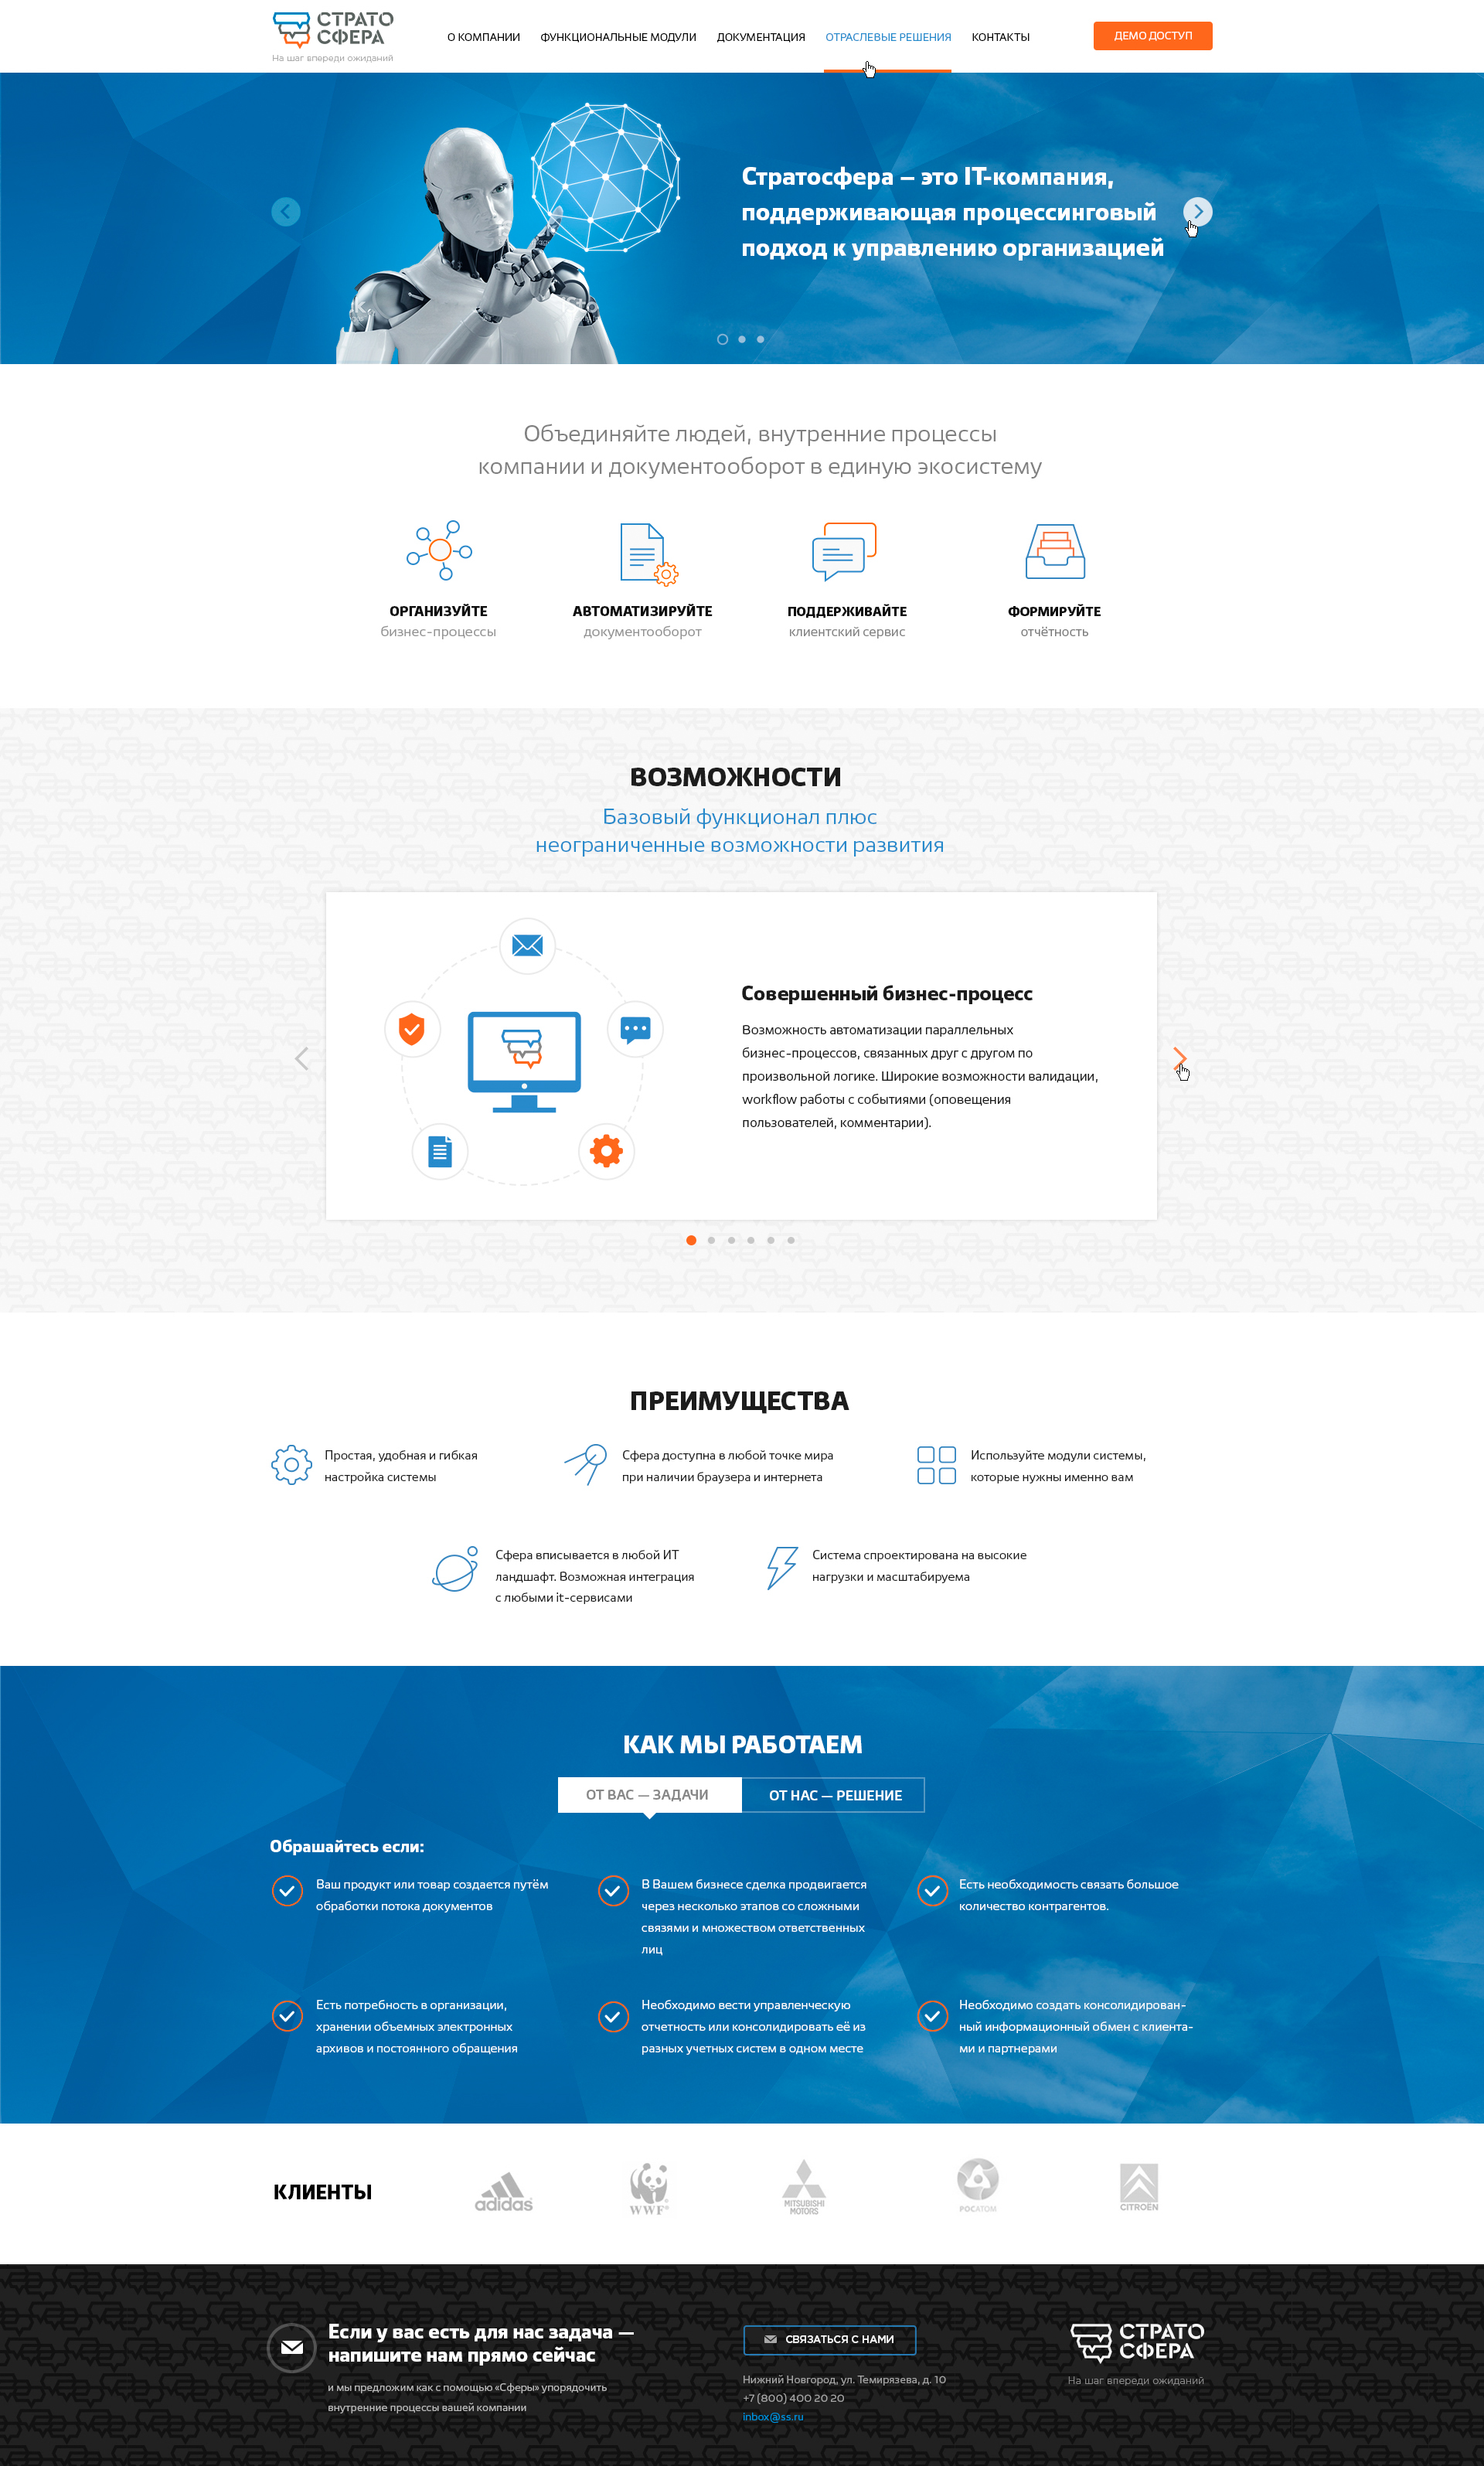 СТРАТО
СФЕРА
На шаг впереди ожиданий
О КОМПАНИИ
ФУНКЦИОНАЛЬНЫЕ МОДУЛИ
ДОКУМЕНТАЦИЯ
ОТРАСЛЕВЫЕ РЕШЕНИЯ
КОНТАКТЫ
ДЕМО ДОСТУП
Стратосфера – это IT-компания,
поддерживающая процессинговый
подход к управлению организацией
Объединяйте людей, внутренние процессы
компании и документооборот в единую экосистему
ОРГАНИЗУЙТЕ
бизнес-процессы
АВТОМАТИЗИРУЙТЕ
документооборот
ПОДДЕРЖИВАЙТЕ
клиентский сервис
ФОРМИРУЙТЕ
отчётность
ВОЗМОЖНОСТИ
Базовый функционал плюс
неограниченные возможности развития
Совершенный бизнес-процесс
Возможность автоматизации параллельных
бизнес-процессов, связанных друг с другом по
произвольной логике. Широкие возможности валидации,
workflow работы с событиями (оповещения
пользователей, комментарии).
ПРЕИМУЩЕСТВА
Простая, удобная и гибкая
настройка системы
Сфера доступна в любой точке мира
при наличии браузера и интернета
Используйте модули системы,
которые нужны именно вам
Сфера вписывается в любой ИТ
ландшафт. Возможная интеграция
с любыми it-сервисами
Система спроектирована на высокие
нагрузки и масштабируема
КАК МЫ РАБОТАЕМ
ОТ ВАС — ЗАДАЧИ
ОТ НАС — РЕШЕНИЕ
Обращайтесь если:
Ваш продукт или товар создается путём
обработки потока документов
В Вашем бизнесе сделка продвигается
через несколько этапов со сложными
связями и множеством ответственных
лиц
Есть необходимость связать большое
количество контрагентов.
Есть потребность в организации,
хранении объемных электронных
архивов и постоянного обращения
Необходимо вести управленческую
отчетность или консолидировать её из
разных учетных систем в одном месте
Необходимо создать консолидирован-
ный информационный обмен с клиента-
ми и партнерами
КЛИЕНТЫ
adidas
WWF
MITSUBISHI
MOTORS
РОСАТОМ
CITROËN
Если у вас есть для нас задача —
напишите нам прямо сейчас
и мы предложим как с помощью «Сферы» упорядочить
внутренние процессы вашей компании
СВЯЗАТЬСЯ С НАМИ
Нижний Новгород, ул. Темирязева, д. 10
+7 (800) 400 20 20
inbox@ss.ru
СТРАТО
СФЕРА
На шаг впереди ожиданий